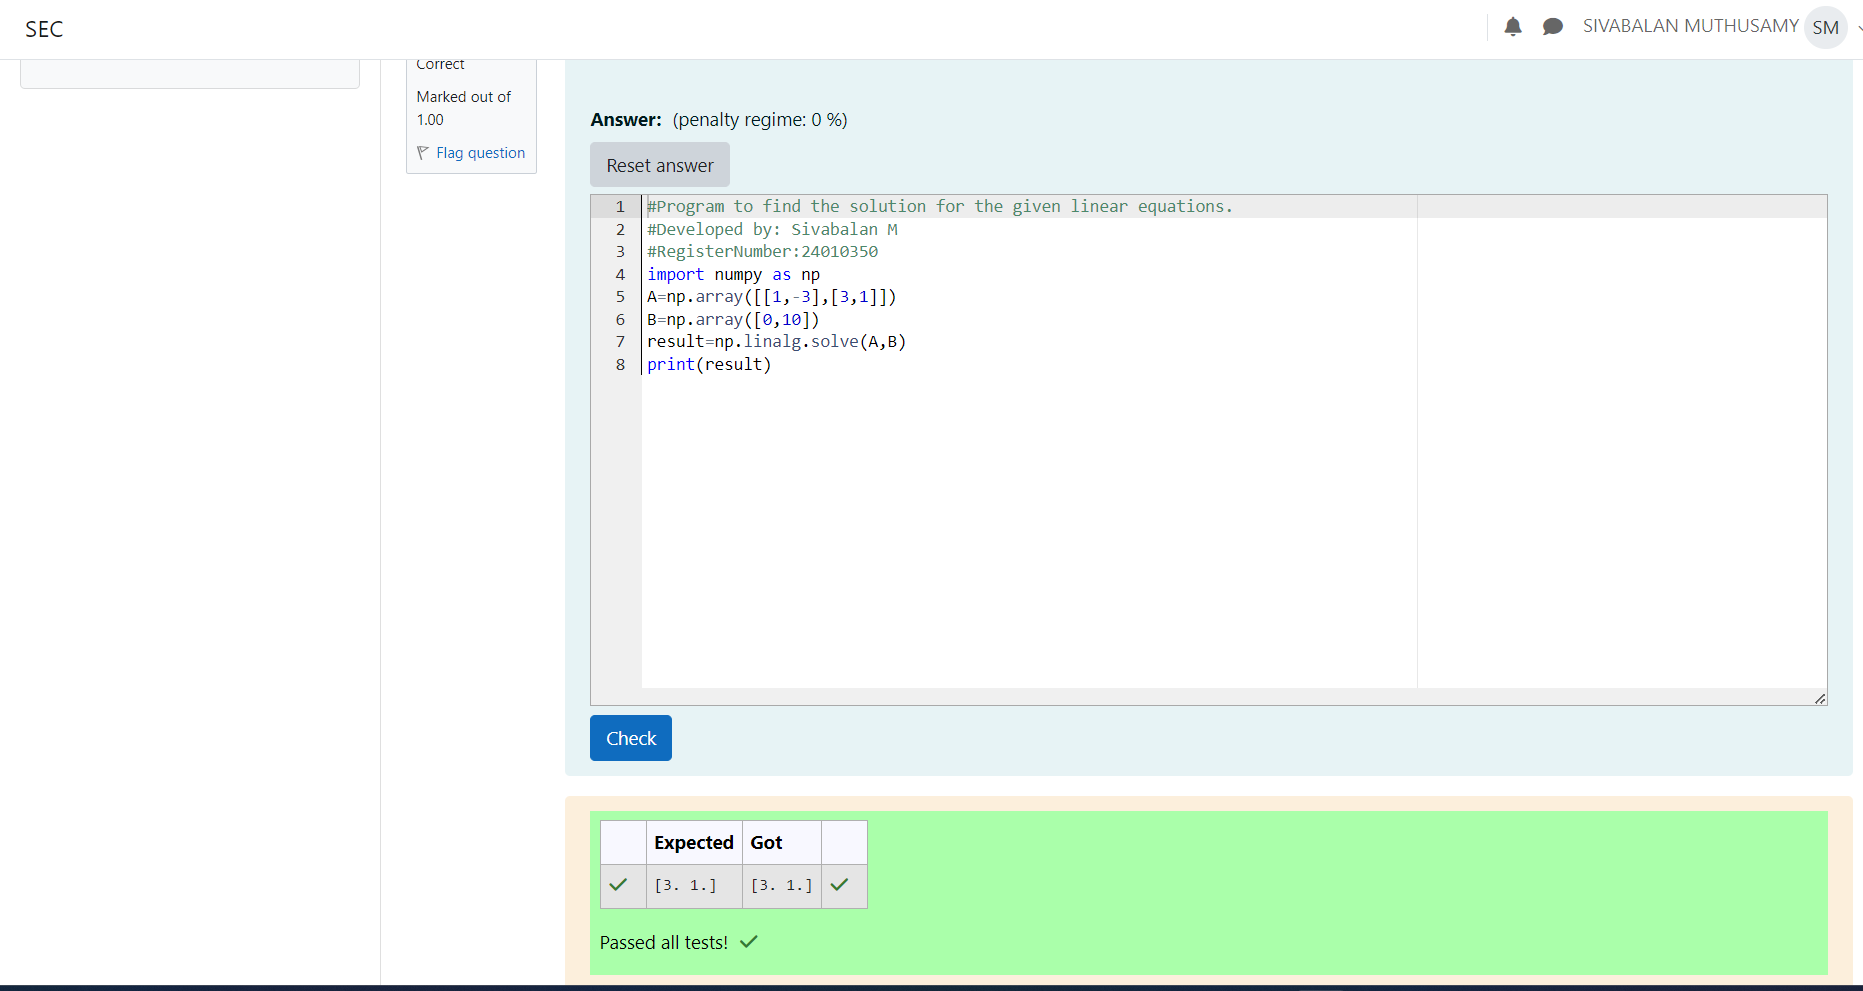 SEC
SIVABALAN MUTHUSAMY SM
Correct
Marked out of
1.00
Flag question
Answer: (penalty regime: 0 %)
Reset answer
1 #Program to find the solution for the given linear equations.
2 #Developed by: Sivabalan M
3 #RegisterNumber:24010350
4 import numpy as np
5 A=np.array([[1,-3],[3,1]])
6 B=np.array([0,10])
7 result=np.linalg.solve(A,B)
8 print(result)
Check
Expected Got
[3. 1.] [3. 1.]
Passed all tests!